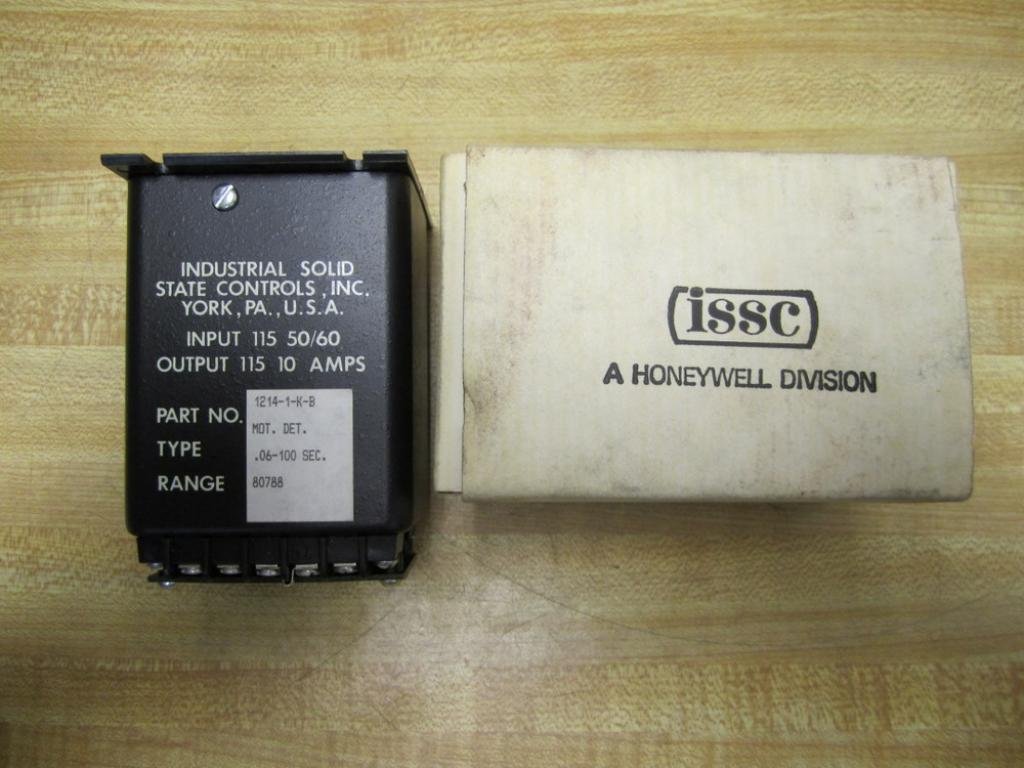 INDUSTRIAL SOLID
STATE CONTROLS, INC.
YORK, PA., U.S.A.
INPUT 115 50/60
OUTPUT 115 10 AMPS
PART NO. 1214-1-K-B
MOT. DET.
TYPE .06-100 SEC.
RANGE 80788
issc
A HONEYWELL DIVISION